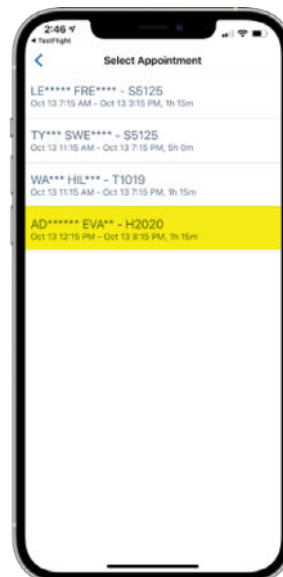 2:46
TestFlight
Select Appointment
LE***** FRE**** - S5125
Oct 13 7:15 AM - Oct 13 3:15 PM, 1h 15m
TY*** SWE**** - S5125
Oct 13 11:15 AM - Oct 13 7:15 PM, 5h 0m
WA*** HIL*** - T1019
Oct 13 11:15 AM - Oct 13 7:15 PM, 1h 15m
AD****** EVA** - H2020
Oct 13 12:15 PM - Oct 13 8:15 PM, 1h 15m